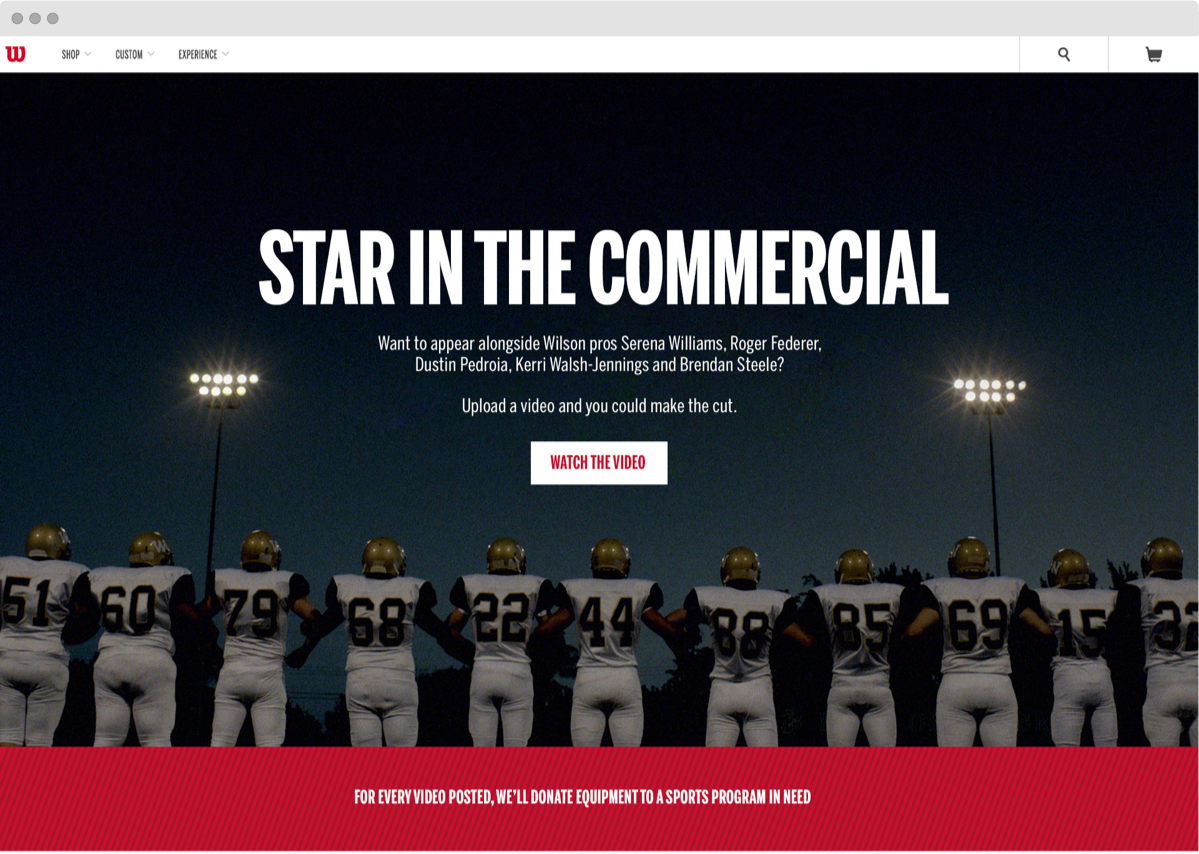 W
SHOP
CUSTOM
EXPERIENCE
STAR IN THE COMMERCIAL
Want to appear alongside Wilson pros Serena Williams, Roger Federer,
Dustin Pedroia, Kerri Walsh-Jennings and Brendan Steele?
Upload a video and you could make the cut.
WATCH THE VIDEO
51
60
79
68
22
44
88
85
69
15
32
FOR EVERY VIDEO POSTED, WE'LL DONATE EQUIPMENT TO A SPORTS PROGRAM IN NEED